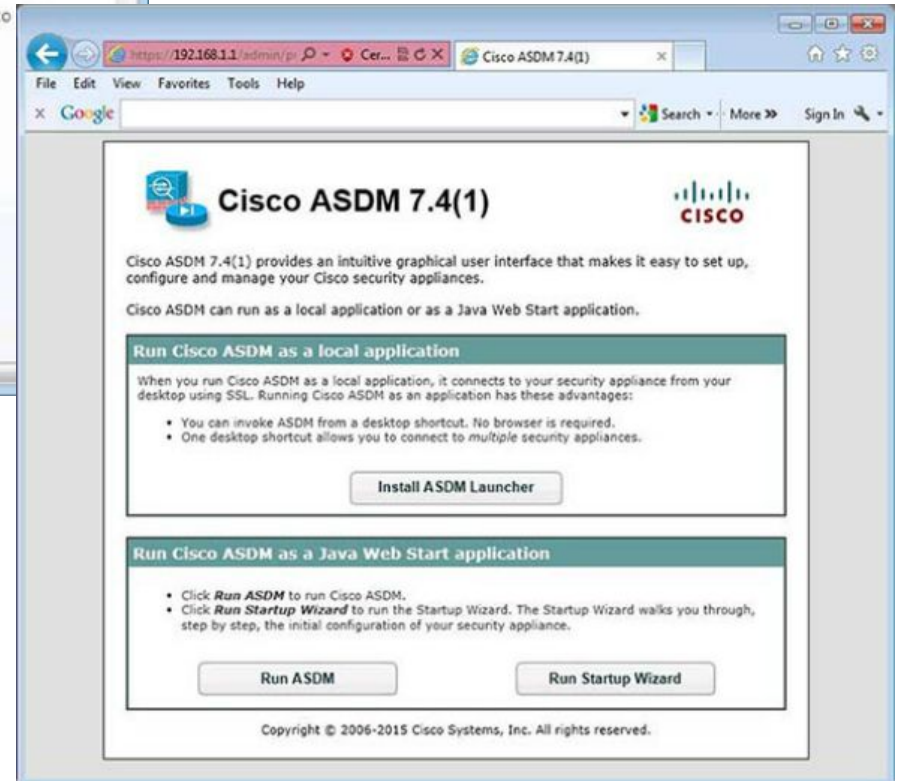 https://192.168.1.1/admin/p
Cer...
Cisco ASDM 7.4(1)
File Edit View Favorites Tools Help
x Google
Search
More »
Sign In
Cisco ASDM 7.4(1)
CISCO
Cisco ASDM 7.4(1) provides an intuitive graphical user interface that makes it easy to set up,
configure and manage your Cisco security appliances.
Cisco ASDM can run as a local application or as a Java Web Start application.
Run Cisco ASDM as a local application
When you run Cisco ASDM as a local application, it connects to your security appliance from your
desktop using SSL. Running Cisco ASDM as an application has these advantages:
• You can invoke ASDM from a desktop shortcut. No browser is required.
• One desktop shortcut allows you to connect to multiple security appliances.
Install ASDM Launcher
Run Cisco ASDM as a Java Web Start application
• Click Run ASDM to run Cisco ASDM.
• Click Run Startup Wizard to run the Startup Wizard. The Startup Wizard walks you through,
step by step, the initial configuration of your security appliance.
Run ASDM
Run Startup Wizard
Copyright © 2006-2015 Cisco Systems, Inc. All rights reserved.